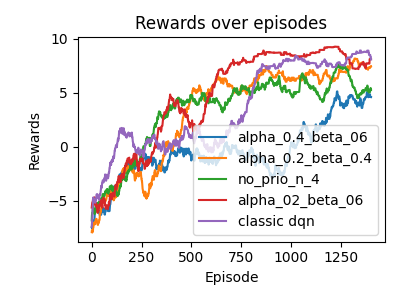 Rewards over episodes
10
5
0
−5
Rewards
0
250
500
750
1000
1250
Episode
alpha_0.4_beta_06
alpha_0.2_beta_0.4
no_prio_n_4
alpha_02_beta_06
classic dqn